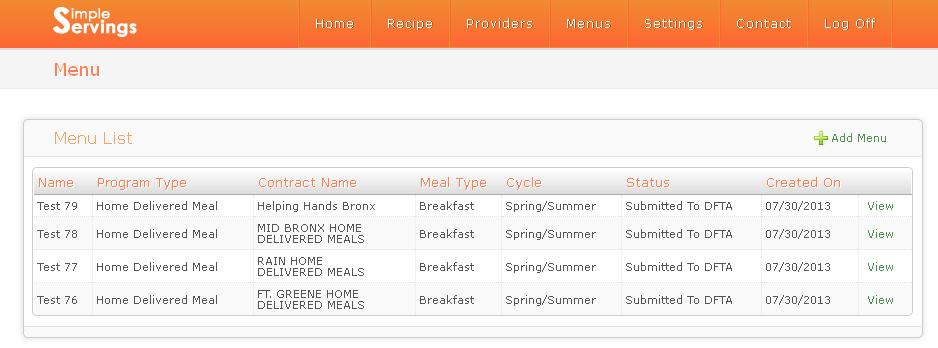 Simple Servings
Home Recipe Providers Menus Settings Contact Log Off
Menu
Menu List Add Menu
Name Program Type Contract Name Meal Type Cycle Status Created On
Test 79 Home Delivered Meal Helping Hands Bronx Breakfast Spring/Summer Submitted To DFTA 07/30/2013 View
Test 78 Home Delivered Meal MID BRONX HOME DELIVERED MEALS Breakfast Spring/Summer Submitted To DFTA 07/30/2013 View
Test 77 Home Delivered Meal RAIN HOME DELIVERED MEALS Breakfast Spring/Summer Submitted To DFTA 07/30/2013 View
Test 76 Home Delivered Meal FT. GREENE HOME DELIVERED MEALS Breakfast Spring/Summer Submitted To DFTA 07/30/2013 View